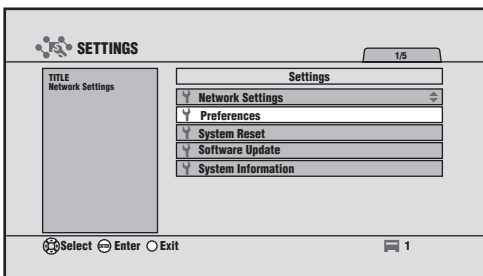 SETTINGS
1/5
TITLE
Network Settings
Settings
Network Settings
Preferences
System Reset
Software Update
System Information
Select ENTER Enter Exit
1